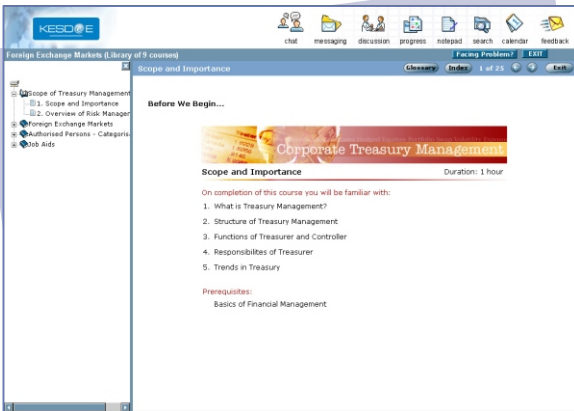 KESDEE
chat messaging discussion progress notepad search calendar feedback
Foreign Exchange Markets (Library of 9 courses)
Facing Problem? EXIT
Scope and Importance
Glossary Index 1 of 25 Exit
Scope of Treasury Management
1. Scope and Importance
2. Overview of Risk Manager
Foreign Exchange Markets
Authorised Persons - Categoris
Job Aids
Before We Begin...
Corporate Treasury Management
Scope and Importance Duration: 1 hour
On completion of this course you will be familiar with:
1. What is Treasury Management?
2. Structure of Treasury Management
3. Functions of Treasurer and Controller
4. Responsibilites of Treasurer
5. Trends in Treasury
Prerequisites:
Basics of Financial Management